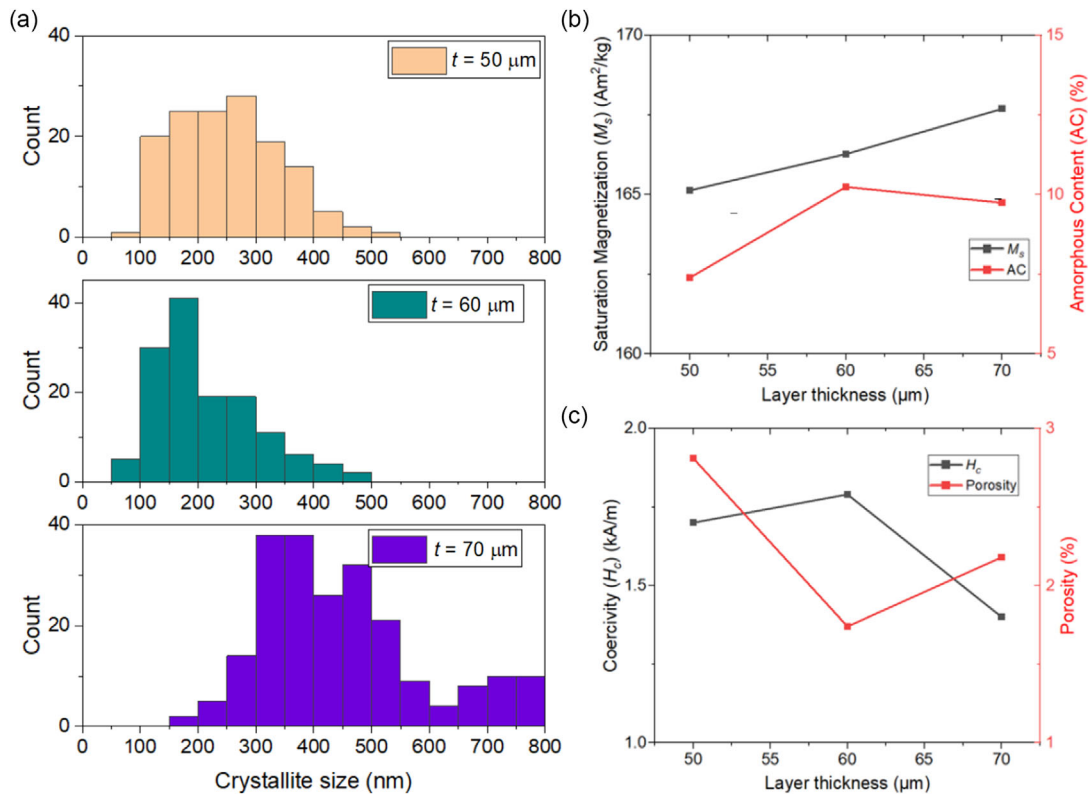 (a)
40
20
0
Count
t = 50 μm
0 100 200 300 400 500 600 700 800
40
20
0
Count
t = 60 μm
0 100 200 300 400 500 600 700 800
40
20
0
Count
t = 70 μm
0 100 200 300 400 500 600 700 800
Crystallite size (nm)
(b)
170
165
160
Saturation Magnetization (Ms) (Am²/kg)
15
10
5
Amorphous Content (AC) (%)
Ms
AC
50 55 60 65 70
Layer thickness (μm)
(c)
2.0
1.5
1.0
Coercivity (Hc) (kA/m)
3
2
1
Porosity (%)
Hc
Porosity
50 55 60 65 70
Layer thickness (μm)